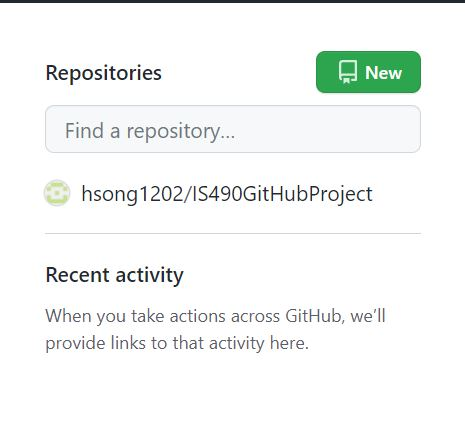 Repositories
New
Find a repository...
hsong1202/IS490GitHubProject
Recent activity
When you take actions across GitHub, we'll
provide links to that activity here.